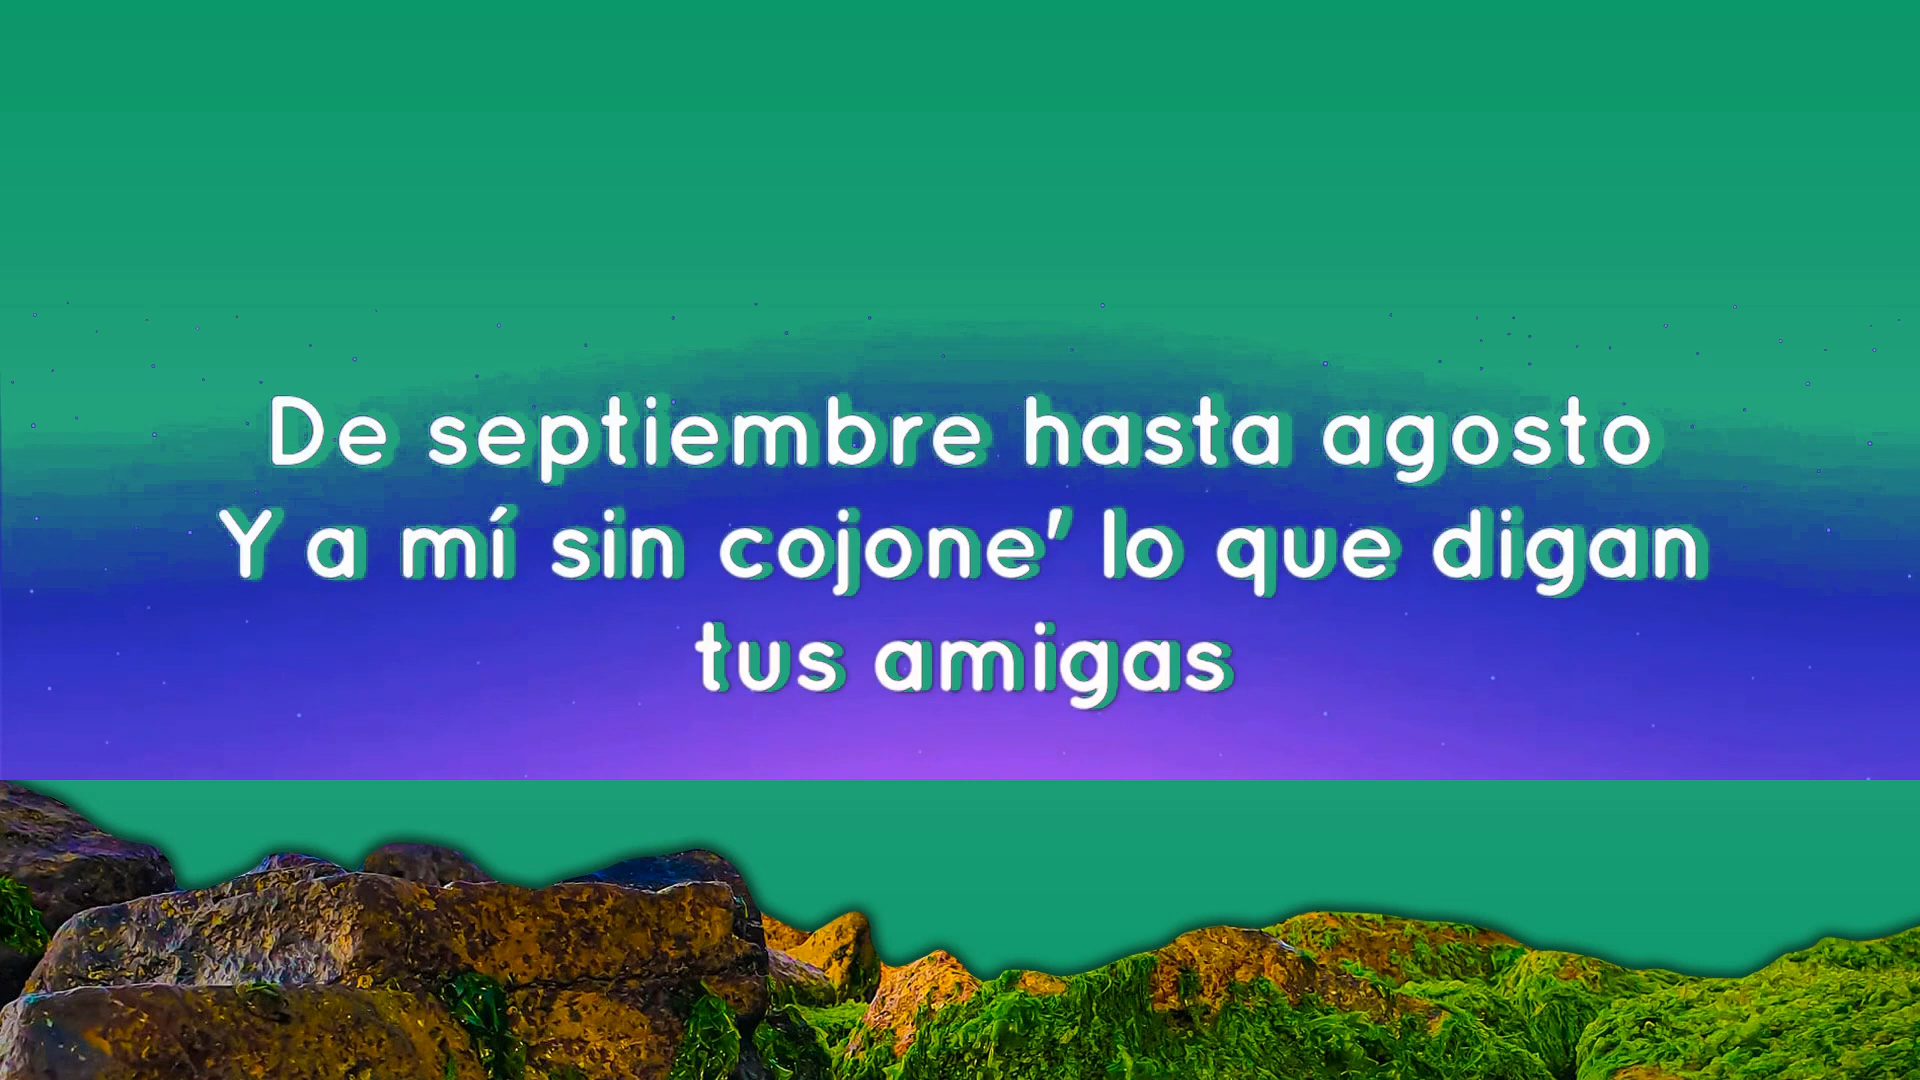 De septiembre hasta agosto
Y a mí sin cojone' lo que digan
tus amigas